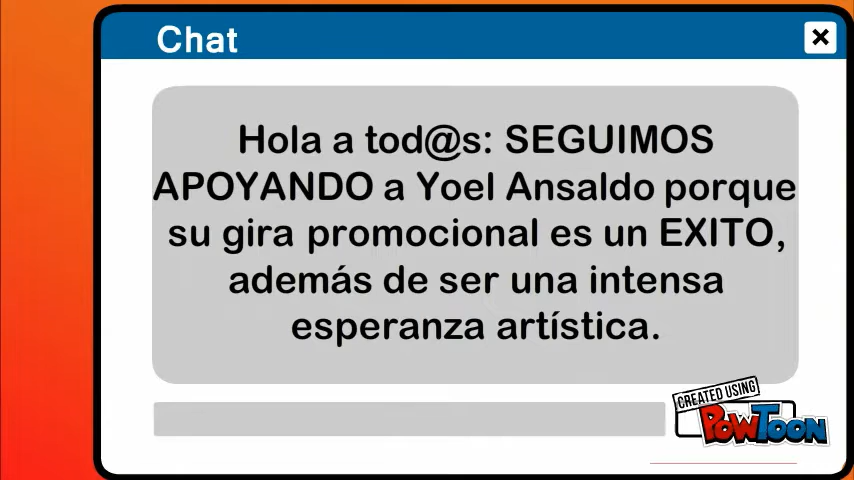 Chat
Hola a tod@s: SEGUIMOS
APOYANDO a Yoel Ansaldo porque
su gira promocional es un EXITO,
además de ser una intensa
esperanza artística.
CREATED USING
POWTOON